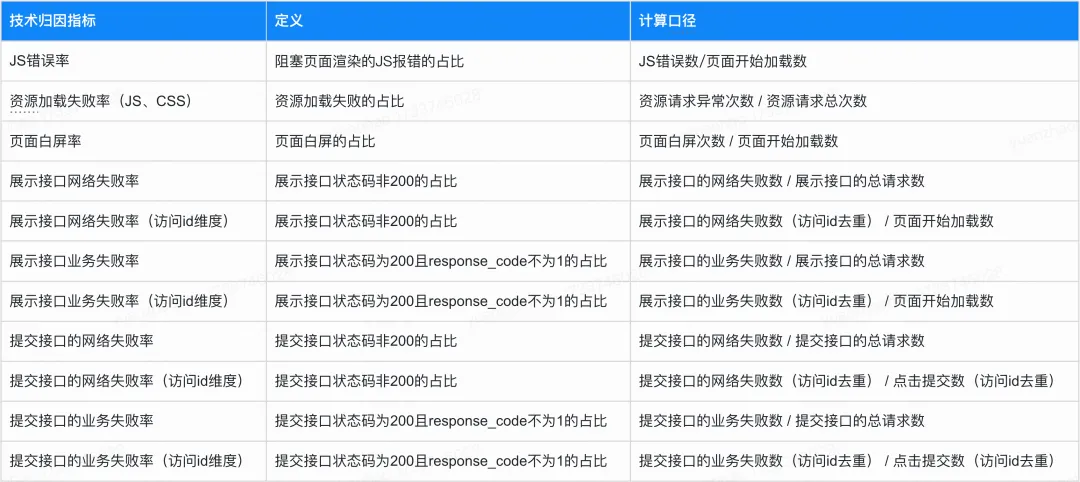 技术归因指标 定义 计算口径
JS错误率 阻塞页面渲染的JS报错的占比 JS错误数/页面开始加载数
资源加载失败率（JS、CSS） 资源加载失败的占比 资源请求异常次数 / 资源请求总次数
页面白屏率 页面白屏的占比 页面白屏次数 / 页面开始加载数
展示接口网络失败率 展示接口状态码非200的占比 展示接口的网络失败数 / 展示接口的总请求数
展示接口网络失败率（访问id维度） 展示接口状态码非200的占比 展示接口的网络失败数（访问id去重） / 页面开始加载数
展示接口业务失败率 展示接口状态码为200且response_code不为1的占比 展示接口的业务失败数 / 展示接口的总请求数
展示接口业务失败率（访问id维度） 展示接口状态码为200且response_code不为1的占比 展示接口的业务失败数（访问id去重） / 页面开始加载数
提交接口的网络失败率 提交接口状态码非200的占比 提交接口的网络失败数 / 提交接口的总请求数
提交接口的网络失败率（访问id维度） 提交接口状态码非200的占比 提交接口的网络失败数（访问id去重） / 点击提交数（访问id去重）
提交接口的业务失败率 提交接口状态码为200且response_code不为1的占比 提交接口的业务失败数 / 提交接口的总请求数
提交接口的业务失败率（访问id维度） 提交接口状态码为200且response_code不为1的占比 提交接口的业务失败数（访问id去重） / 点击提交数（访问id去重）